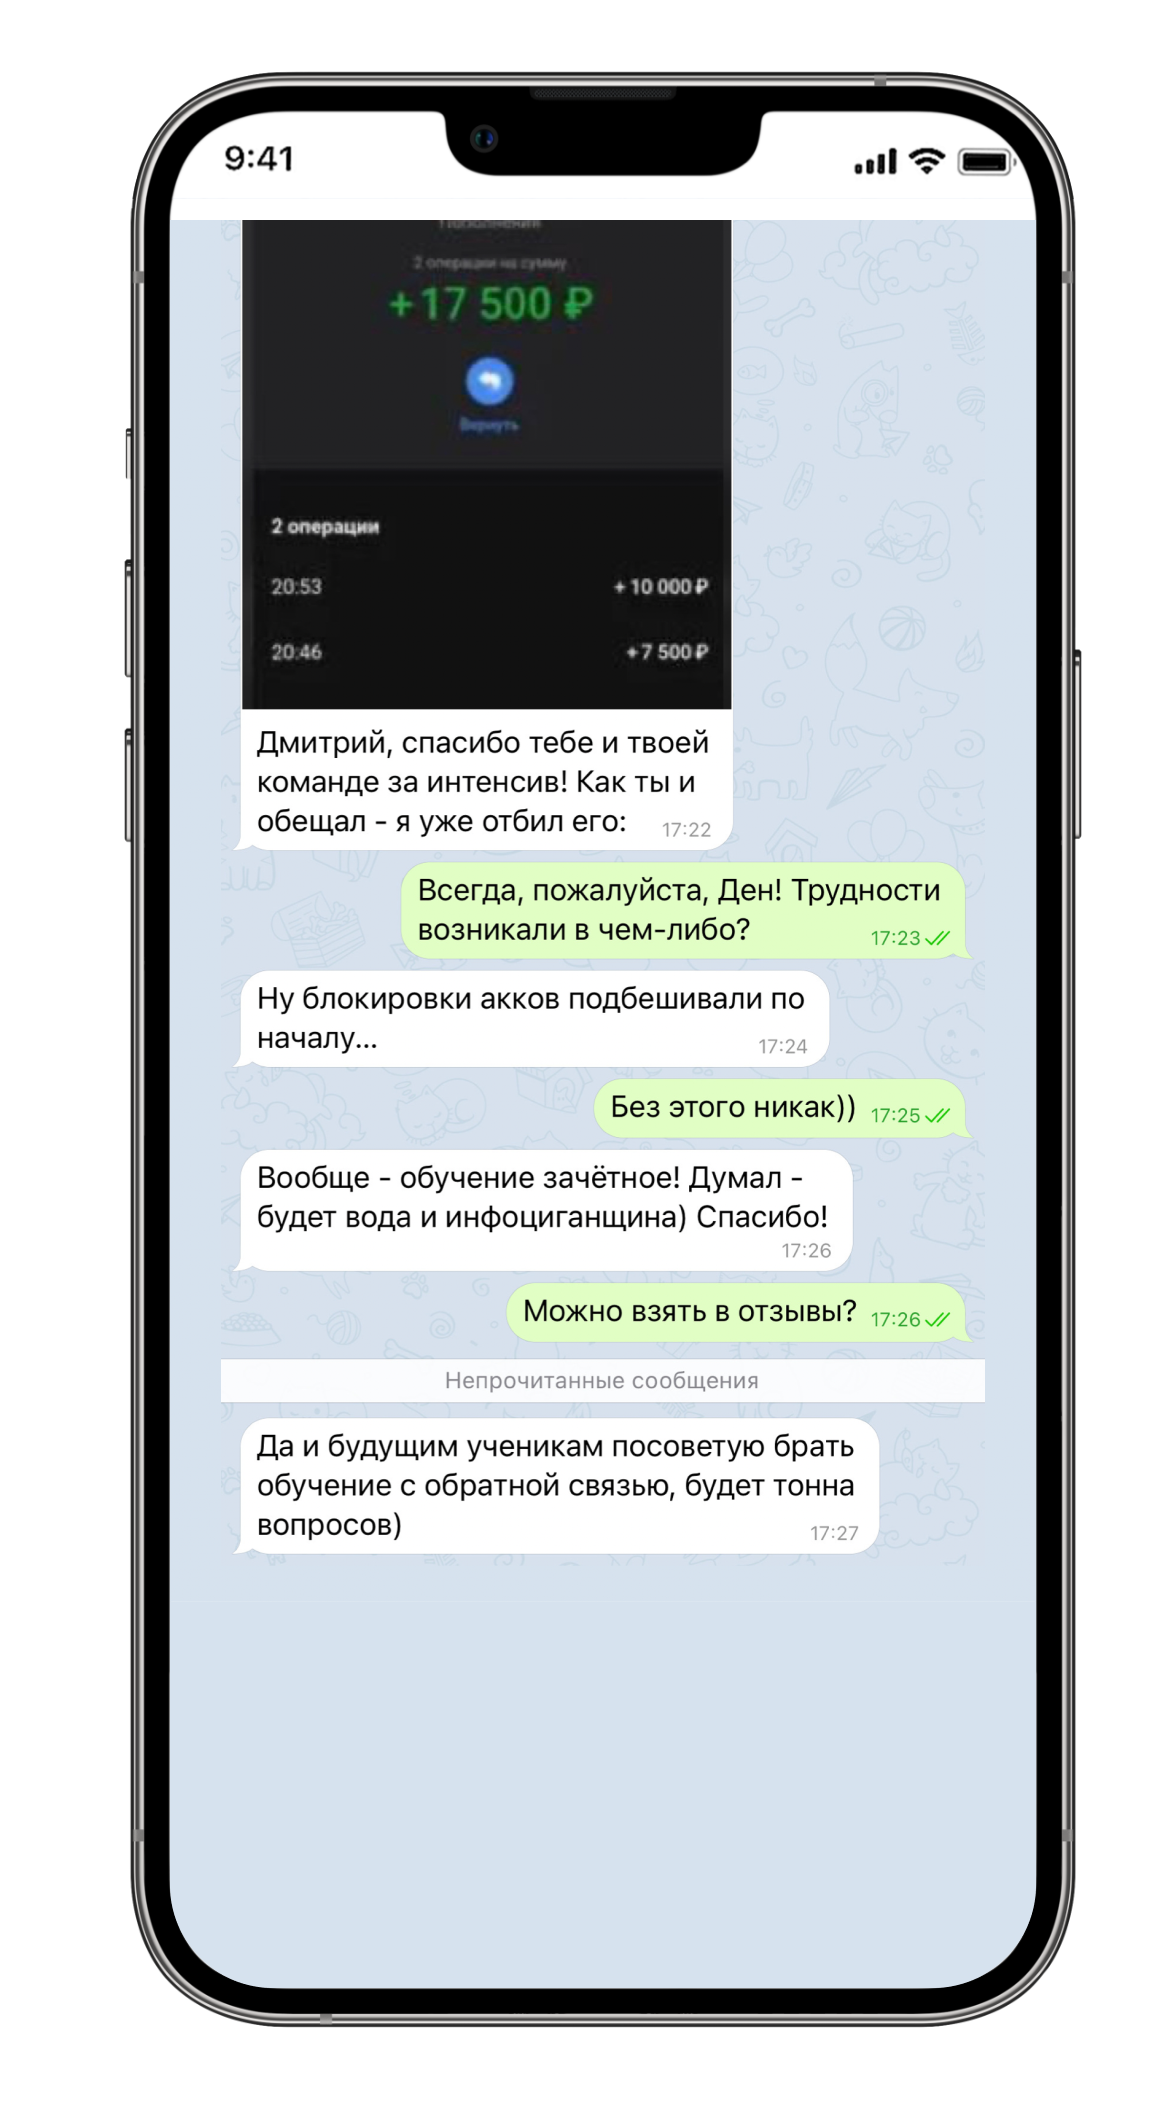 9:41
Пополнения
2 операции на сумму
+17 500 ₽
Вернуть
2 операции
20:53 + 10 000 ₽
20:46 +7 500 ₽
Дмитрий, спасибо тебе и твоей
команде за интенсив! Как ты и
обещал - я уже отбил его: 17:22
Всегда, пожалуйста, Ден! Трудности
возникали в чем-либо? 17:23
Ну блокировки акков подбешивали по
началу... 17:24
Без этого никак)) 17:25
Вообще - обучение зачётное! Думал -
будет вода и инфоциганщина) Спасибо!
17:26
Можно взять в отзывы? 17:26
Непрочитанные сообщения
Да и будущим ученикам посоветую брать
обучение с обратной связью, будет тонна
вопросов) 17:27